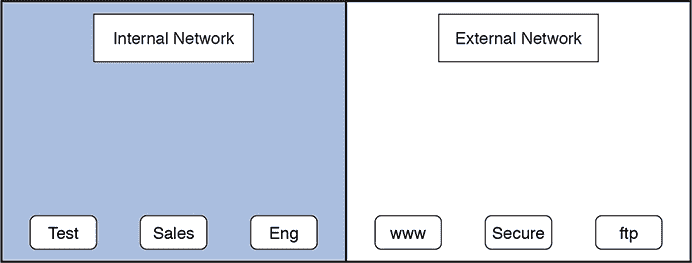 Internal Network
External Network
Test
Sales
Eng
www
Secure
ftp